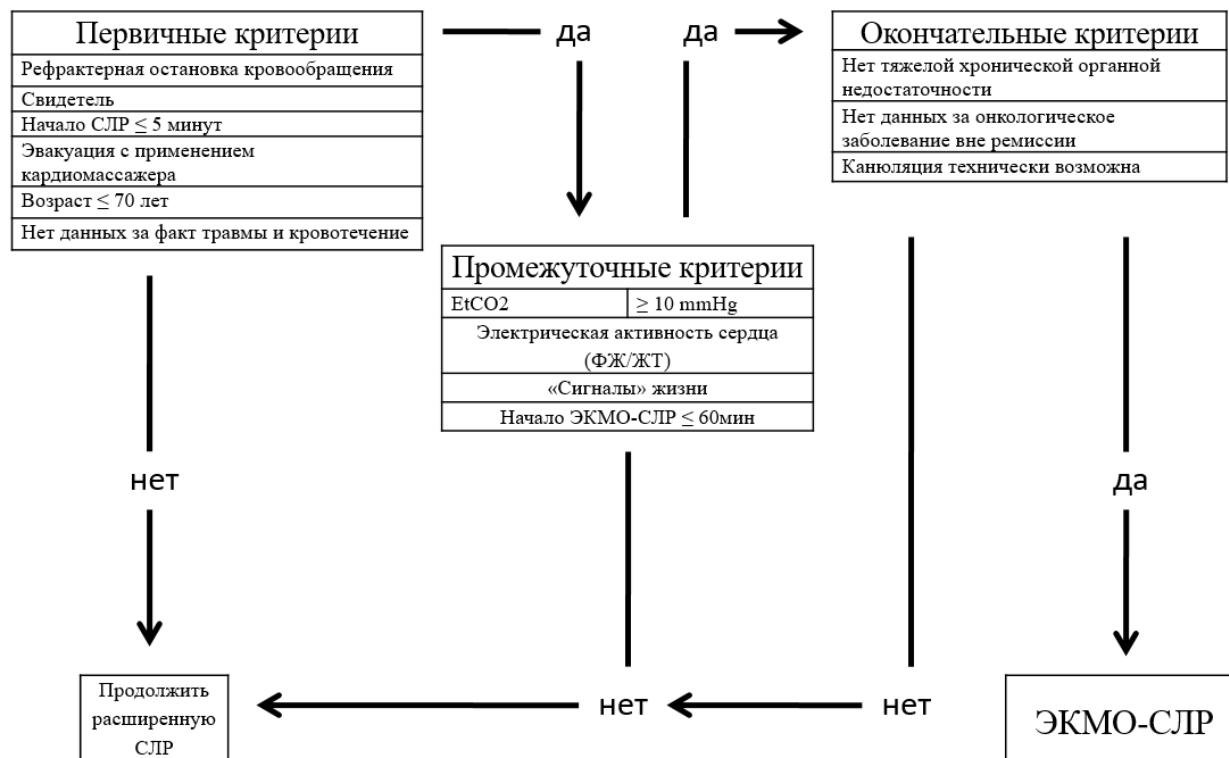 Первичные критерии
Рефрактерная остановка кровообращения
Свидетель
Начало СЛР ≤ 5 минут
Эвакуация с применением
кардиомассажера
Возраст ≤ 70 лет
Нет данных за факт травмы и кровотечение
да
да
Окончательные критерии
Нет тяжелой хронической органной
недостаточности
Нет данных за онкологическое
заболевание вне ремиссии
Канюляция технически возможна
Промежуточные критерии
EtCO2 ≥ 10 mmHg
Электрическая активность сердца
(ФЖ/ЖТ)
«Сигналы» жизни
Начало ЭКМО-СЛР ≤ 60мин
нет
да
Продолжить
расширенную
СЛР
нет
нет
ЭКМО-СЛР